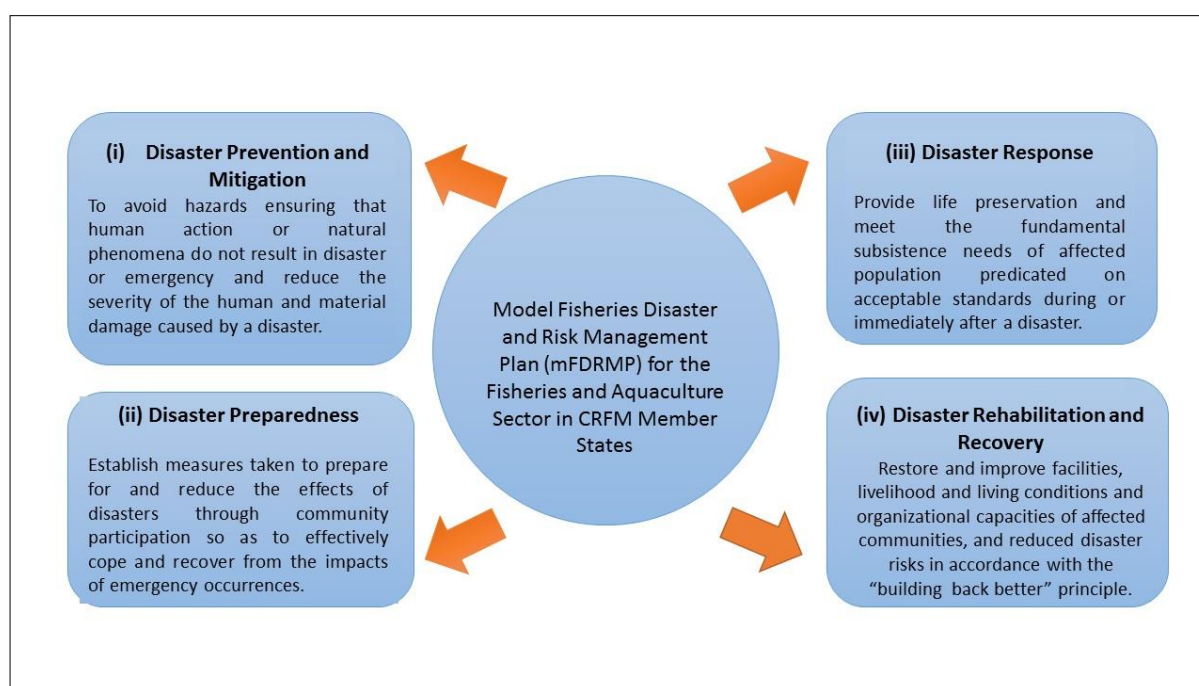 (i) Disaster Prevention and
Mitigation
To avoid hazards ensuring that
human action or natural
phenomena do not result in disaster
or emergency and reduce the
severity of the human and material
damage caused by a disaster.
(ii) Disaster Preparedness
Establish measures taken to prepare
for and reduce the effects of
disasters through community
participation so as to effectively
cope and recover from the impacts
of emergency occurrences.
Model Fisheries Disaster
and Risk Management
Plan (mFDRMP) for the
Fisheries and Aquaculture
Sector in CRFM Member
States
(iii) Disaster Response
Provide life preservation and
meet the fundamental
subsistence needs of affected
population predicated on
acceptable standards during or
immediately after a disaster.
(iv) Disaster Rehabilitation and
Recovery
Restore and improve facilities,
livelihood and living conditions and
organizational capacities of affected
communities, and reduced disaster
risks in accordance with the
“building back better” principle.